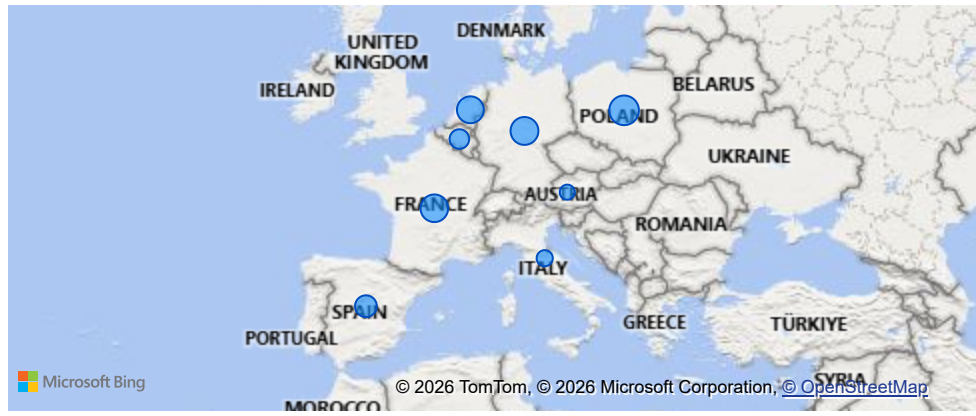 DENMARK
UNITED
KINGDOM
IRELAND
BELARUS
POLAND
UKRAINE
AUSTRIA
FRANCE
ROMANIA
ITALY
SPAIN
PORTUGAL
GREECE
TÜRKIYE
SYRIA
Microsoft Bing
© 2026 TomTom, © 2026 Microsoft Corporation, © OpenStreetMap
MOROCCO